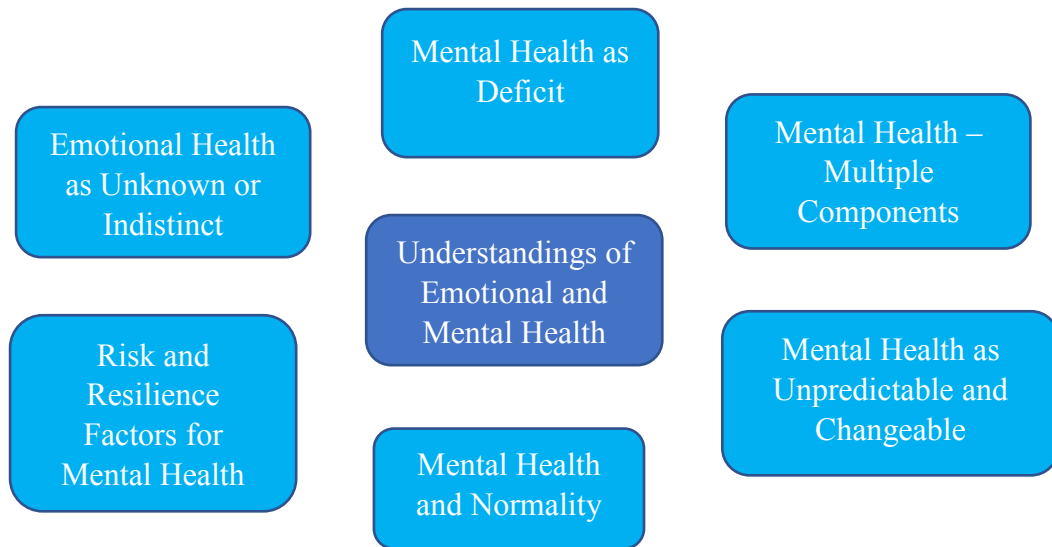 Mental Health as
Deficit
Emotional Health
as Unknown or
Indistinct
Mental Health –
Multiple
Components
Understandings of
Emotional and
Mental Health
Risk and
Resilience
Factors for
Mental Health
Mental Health as
Unpredictable and
Changeable
Mental Health
and Normality